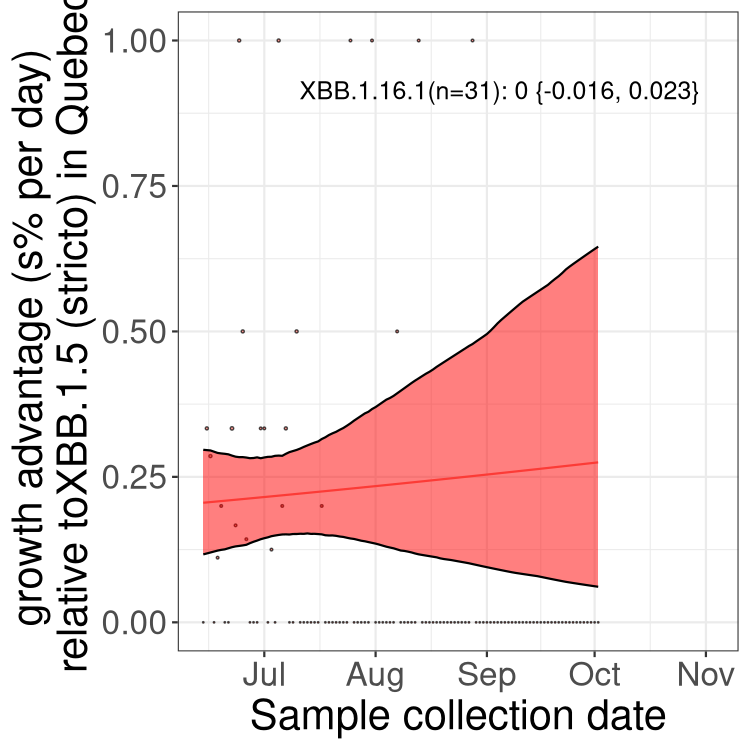 growth advantage (s% per day)
relative toXBB.1.5 (stricto) in Quebec
1.00
0.75
0.50
0.25
0.00
XBB.1.16.1(n=31): 0 {-0.016, 0.023}
Jul Aug Sep Oct Nov
Sample collection date